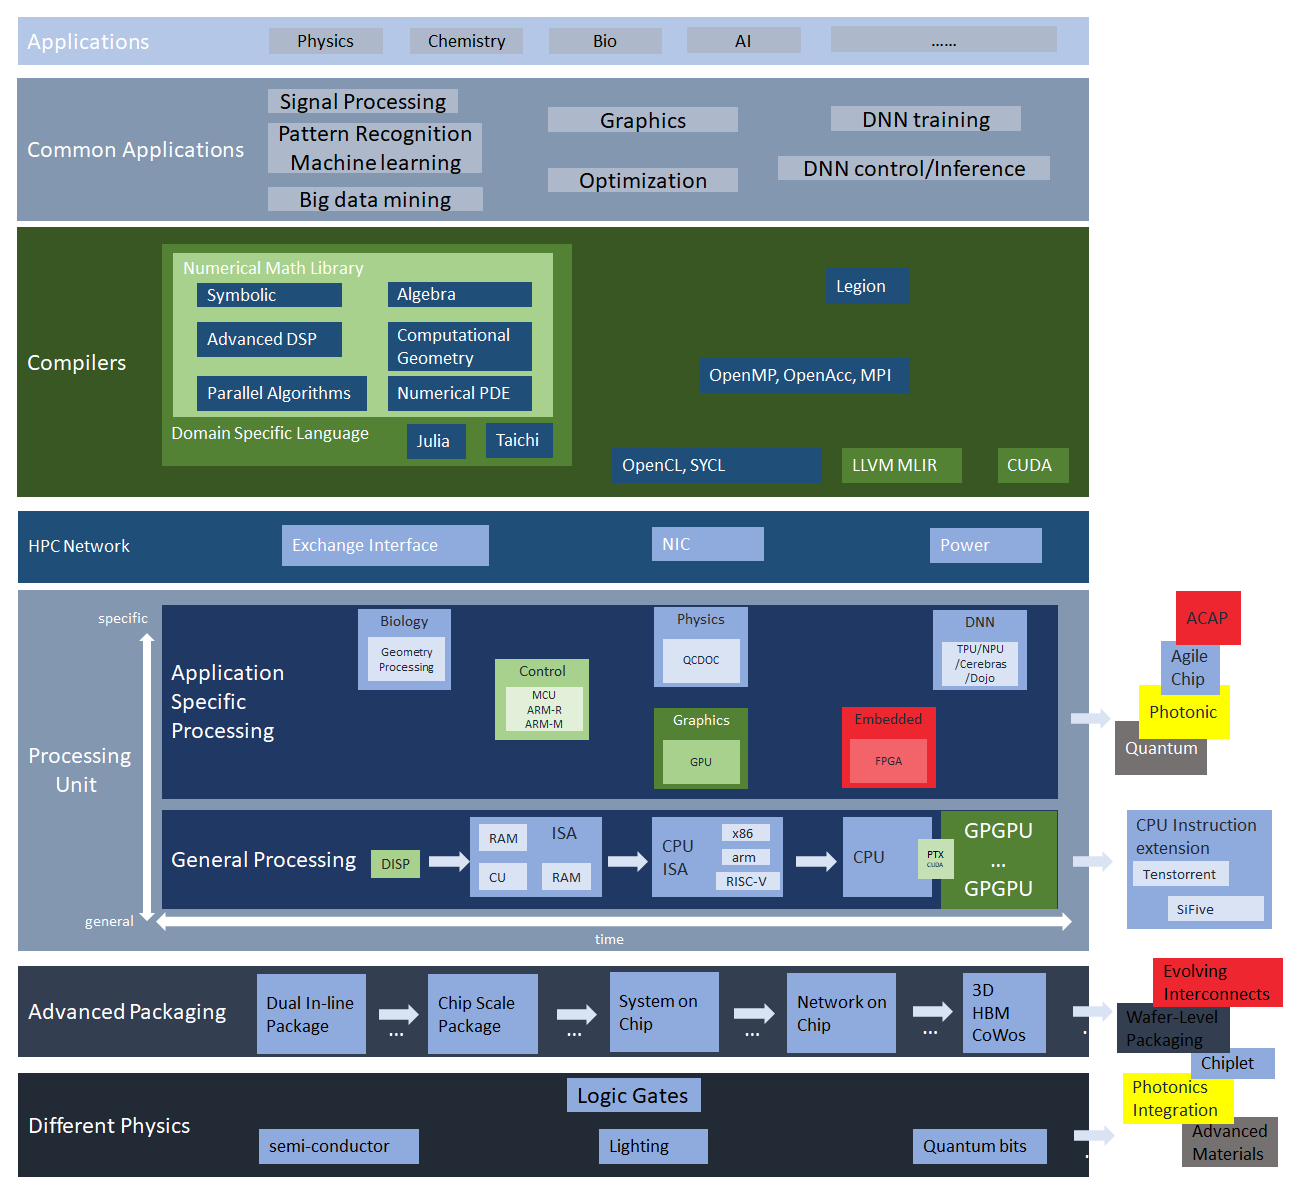 Applications
Physics
Chemistry
Bio
AI
......
Common Applications
Signal Processing
Pattern Recognition
Machine learning
Big data mining
Graphics
Optimization
DNN training
DNN control/Inference
Compilers
Numerical Math Library
Symbolic
Algebra
Advanced DSP
Computational
Geometry
Parallel Algorithms
Numerical PDE
Domain Specific Language
Julia
Taichi
Legion
OpenMP, OpenAcc, MPI
OpenCL, SYCL
LLVM MLIR
CUDA
HPC Network
Exchange Interface
NIC
Power
Processing
Unit
specific
general
time
Application
Specific
Processing
Biology
Geometry
Processing
Control
MCU
ARM-R
ARM-M
Physics
QCDOC
Graphics
GPU
DNN
TPU/NPU
/Cerebras
/Dojo
Embedded
FPGA
ACAP
Agile
Chip
Photonic
Quantum
General Processing
DISP
RAM
ISA
CU
RAM
CPU
ISA
x86
arm
RISC-V
CPU
PTX
CUDA
GPGPU
...
GPGPU
CPU Instruction
extension
Tenstorrent
SiFive
Advanced Packaging
Dual In-line
Package
...
Chip Scale
Package
...
System on
Chip
...
Network on
Chip
...
3D
HBM
CoWos
.
Evolving
Interconnects
Wafer-Level
Packaging
Chiplet
Different Physics
Logic Gates
semi-conductor
Lighting
Quantum bits
.
Photonics
Integration
Advanced
Materials